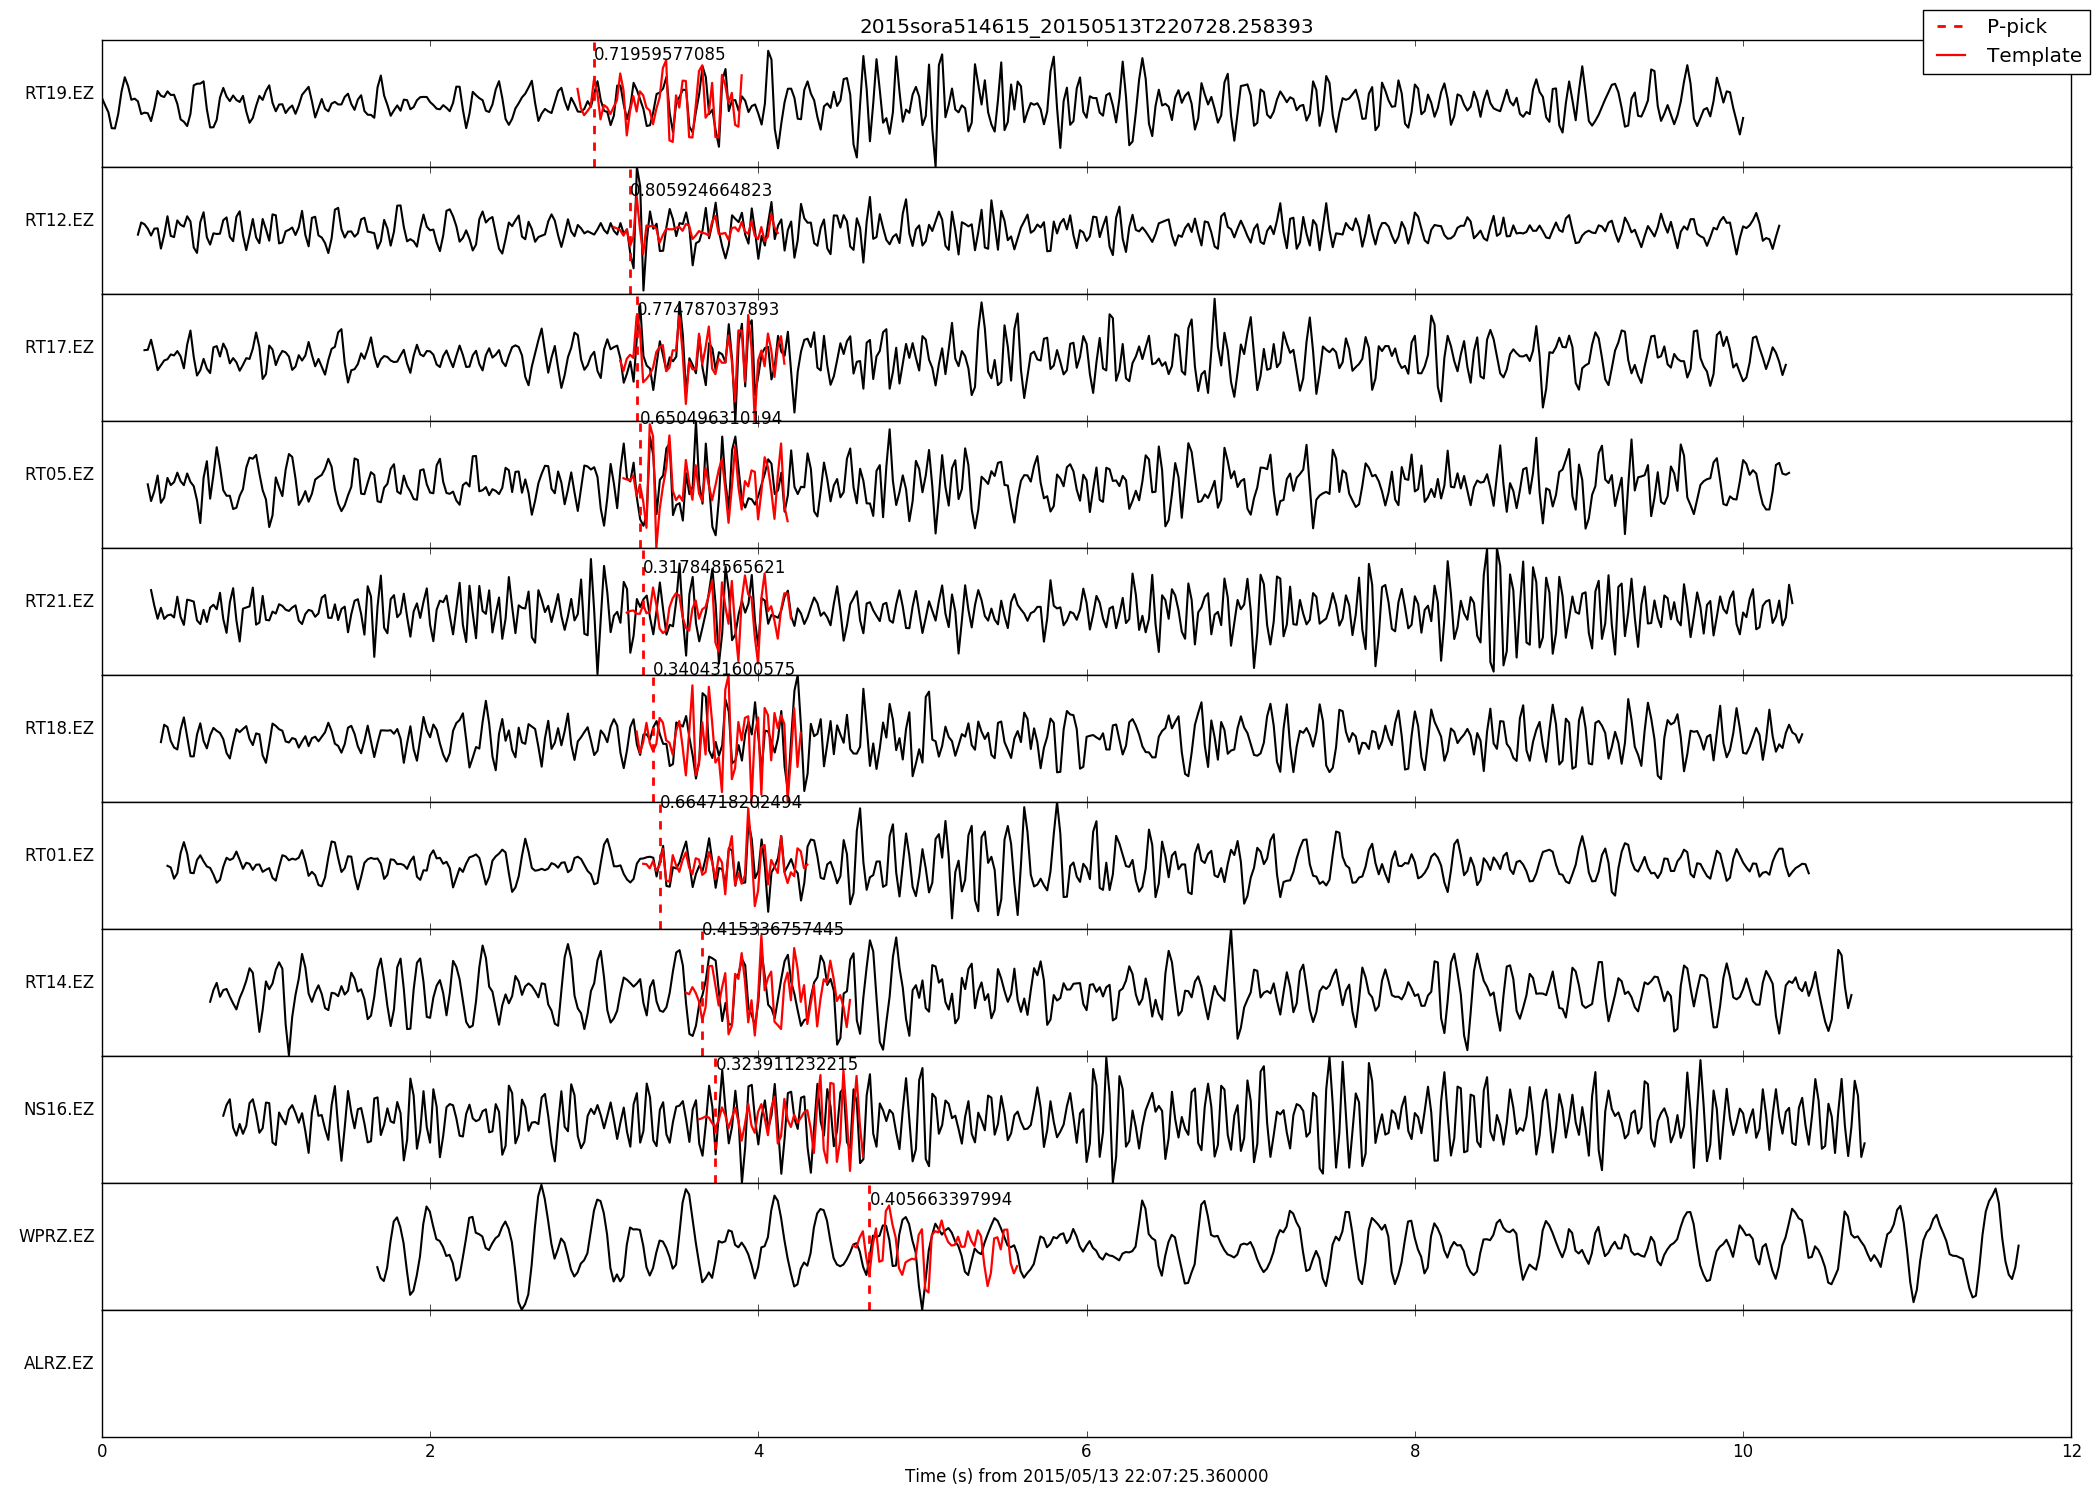 2015sora514615_20150513T220728.258393
P-pick
Template
RT19.EZ
0.71959577085
RT12.EZ
0.805924664823
RT17.EZ
0.774787037893
RT05.EZ
0.650496310194
RT21.EZ
0.317848565621
RT18.EZ
0.340431600575
RT01.EZ
0.664718202494
RT14.EZ
0.415336757445
NS16.EZ
0.323911232215
WPRZ.EZ
0.405663397994
ALRZ.EZ
0 2 4 6 8 10 12
Time (s) from 2015/05/13 22:07:25.360000